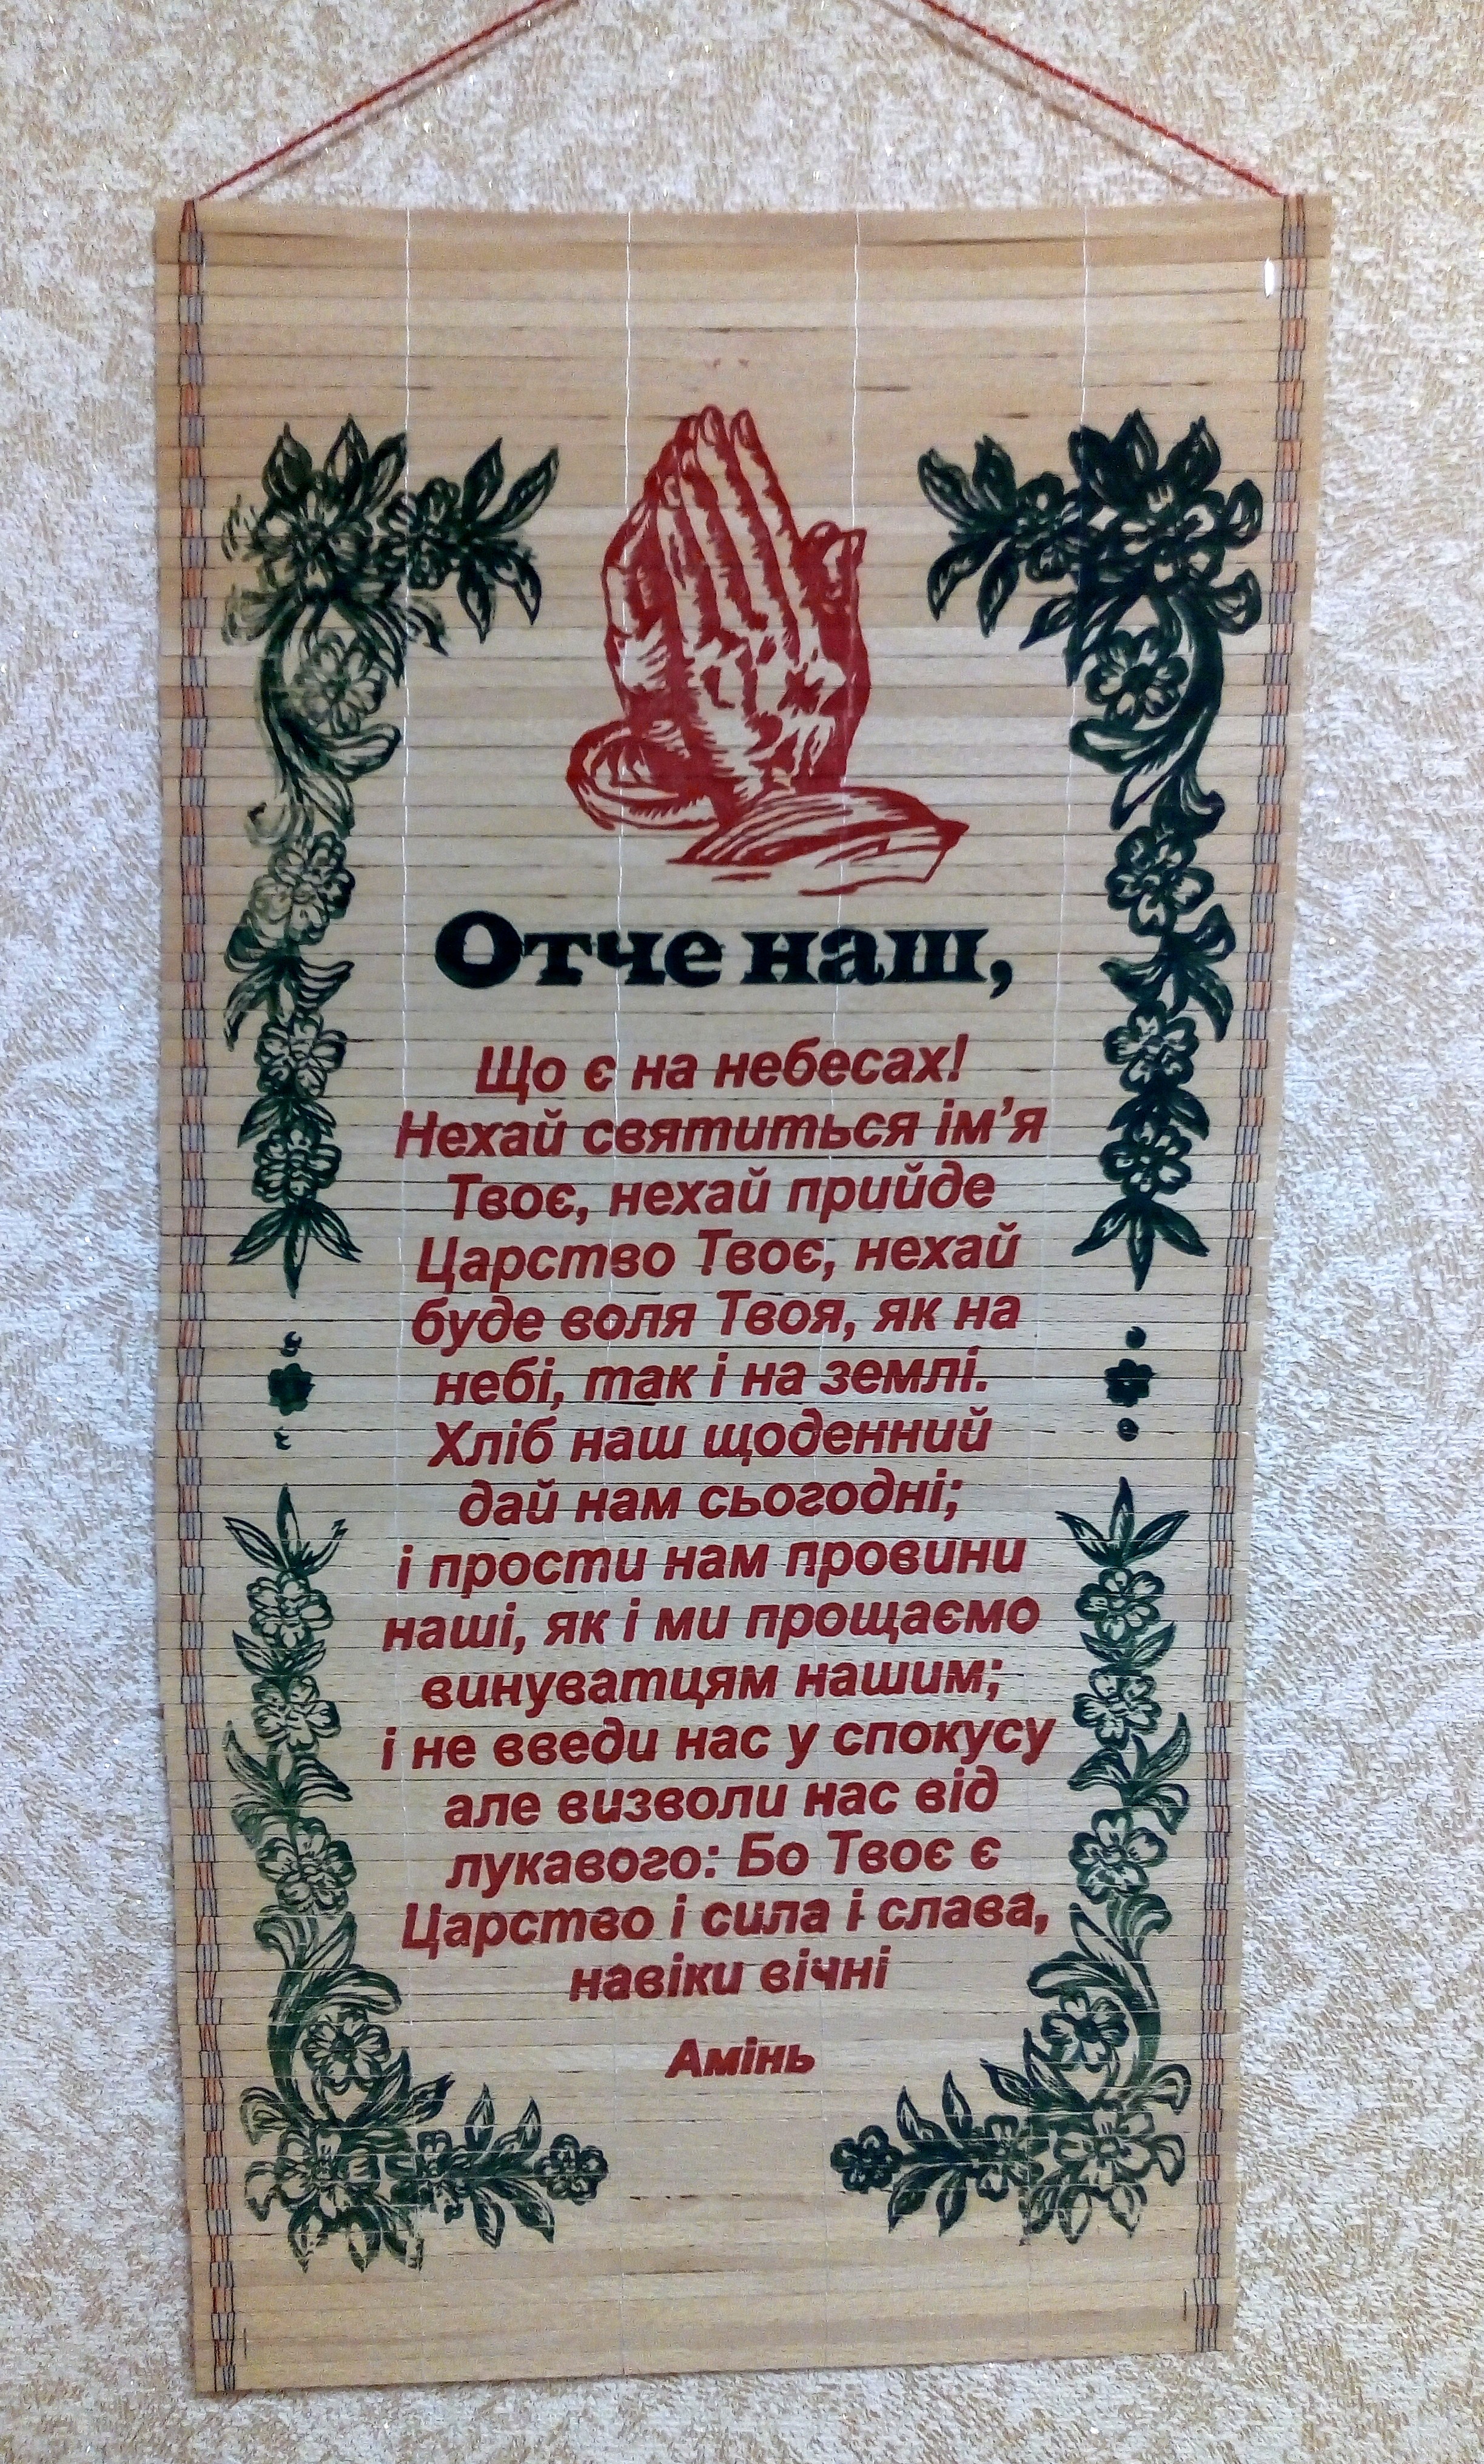 Отче наш,
Що є на небесах!
Нехай святиться ім'я
Твоє, нехай прийде
Царство Твоє, нехай
буде воля Твоя, як на
небі, так і на землі.
Хліб наш щоденний
дай нам сьогодні;
і прости нам провини
наші, як і ми прощаємо
винуватцям нашим;
і не введи нас у спокусу
але визволи нас від
лукавого: Бо Твоє є
Царство і сила і слава,
навіки вічні
Амінь